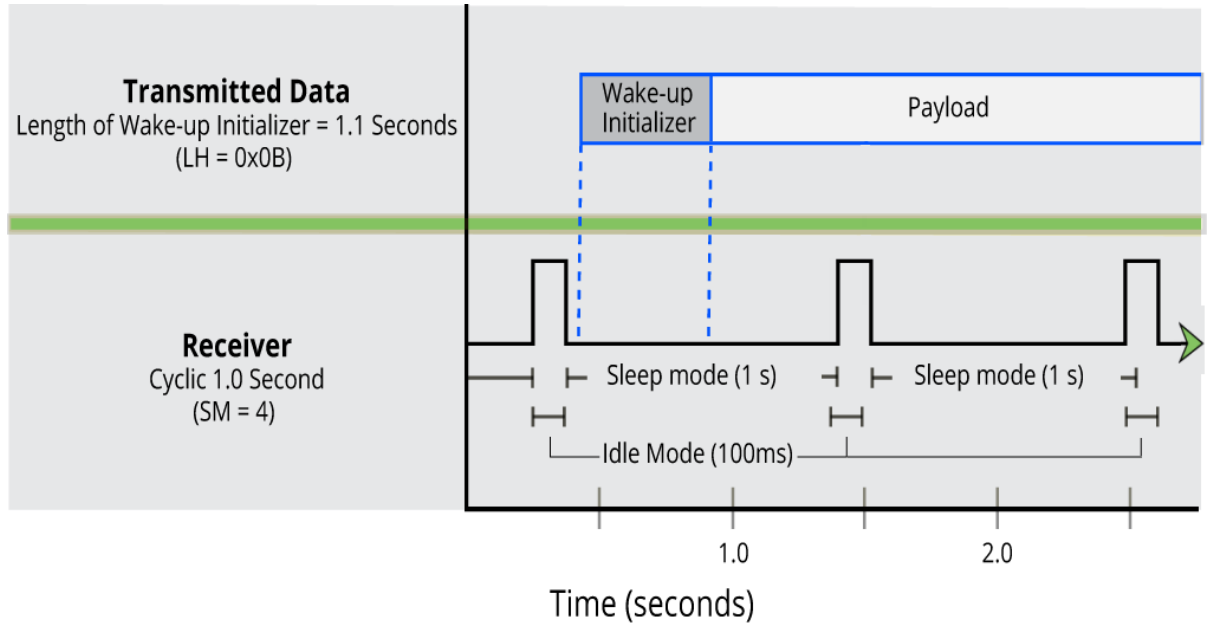 Transmitted Data
Length of Wake-up Initializer = 1.1 Seconds
(LH = 0x0B)
Wake-up
Initializer
Payload
Receiver
Cyclic 1.0 Second
(SM = 4)
Sleep mode (1 s)
Sleep mode (1 s)
Idle Mode (100ms)
1.0
2.0
Time (seconds)